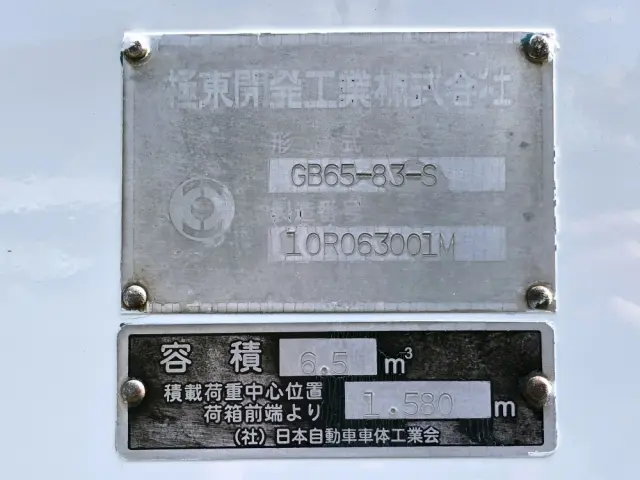 極東開発工業株式会社
形式
GB65-83-S
製造番号
10R063001M
容積 6.5 m³
積載荷重中心位置
荷箱前端より 1.580 m
(社)日本自動車車体工業会